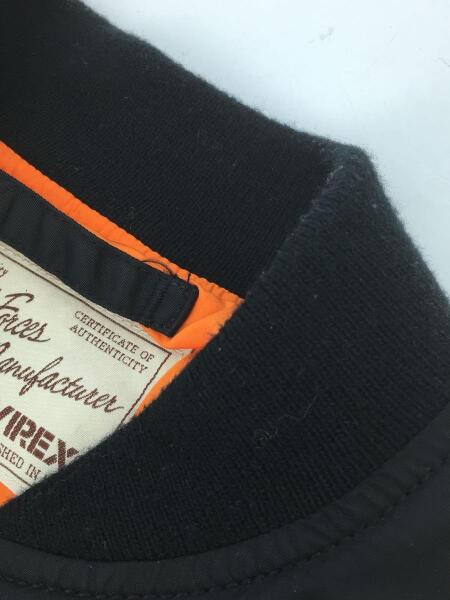 Forces
CERTIFICATE OF
AUTHENTICITY
Manufacturer
VIREX
SHED IN